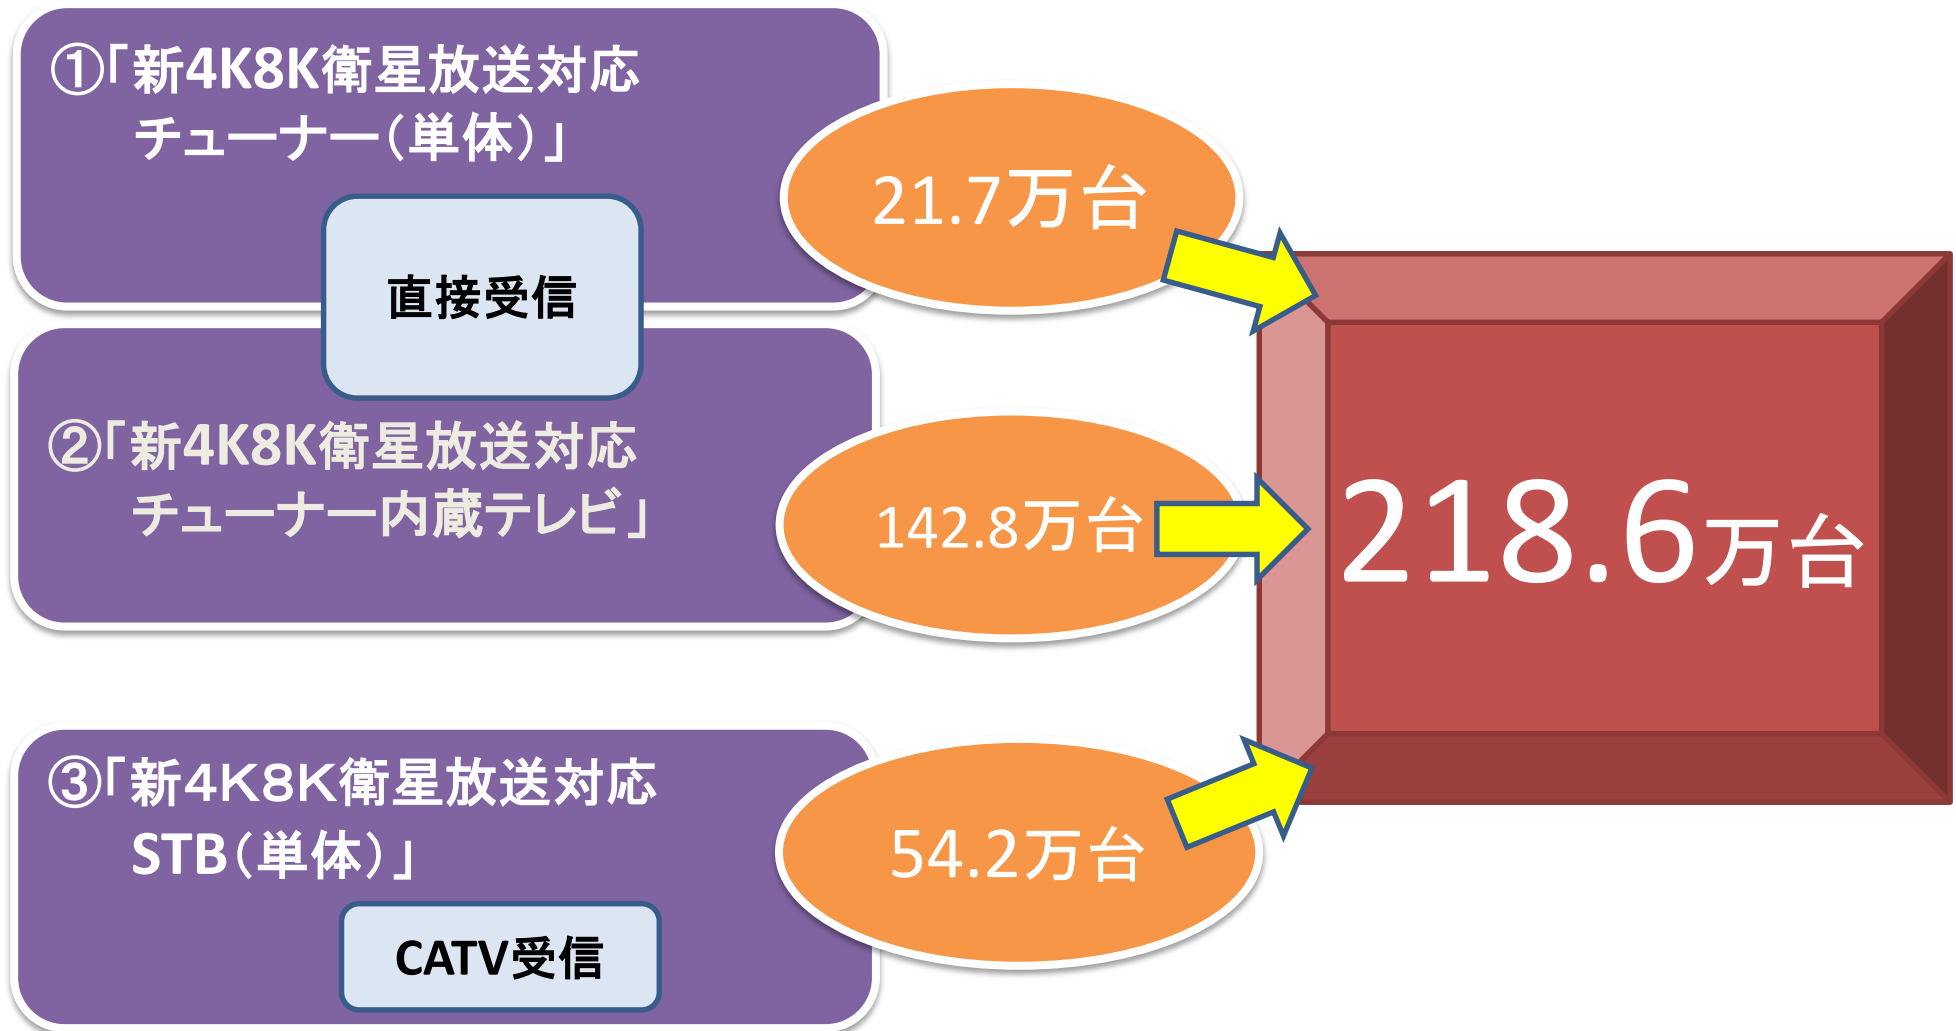 ①「新4K8K衛星放送対応
チューナー（単体）」
21.7万台
直接受信
②「新4K8K衛星放送対応
チューナー内蔵テレビ」
142.8万台
218.6万台
③「新４Ｋ８Ｋ衛星放送対応
STB（単体）」
54.2万台
CATV受信